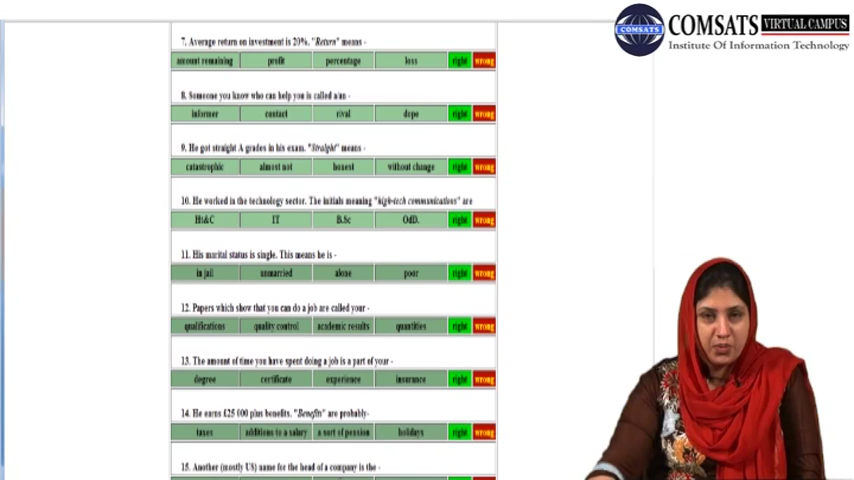 COMSATS
COMSATS VIRTUAL CAMPUS
Institute Of Information Technology
7. Average return on investment is 20%. "Return" means -
amount remaining profit percentage loss right wrong
8. Someone you know who can help you is called a/an -
informer contact rival dope right wrong
9. He got straight A grades in his exam. "Straight" means -
catastrophic almost not honest without change right wrong
10. He worked in the technology sector. The initials meaning "high-tech communications" are
Ht&C IT B.Sc OfD. right wrong
11. His marital status is single. This means he is -
in jail unmarried alone poor right wrong
12. Papers which show that you can do a job are called your -
qualifications quality control academic results quantities right wrong
13. The amount of time you have spent doing a job is a part of your -
degree certificate experience insurance right wrong
14. He earns £25 000 plus benefits. "Benefits" are probably-
taxes additions to a salary a sort of pension holidays right wrong
15. Another (mostly US) name for the head of a company is the -